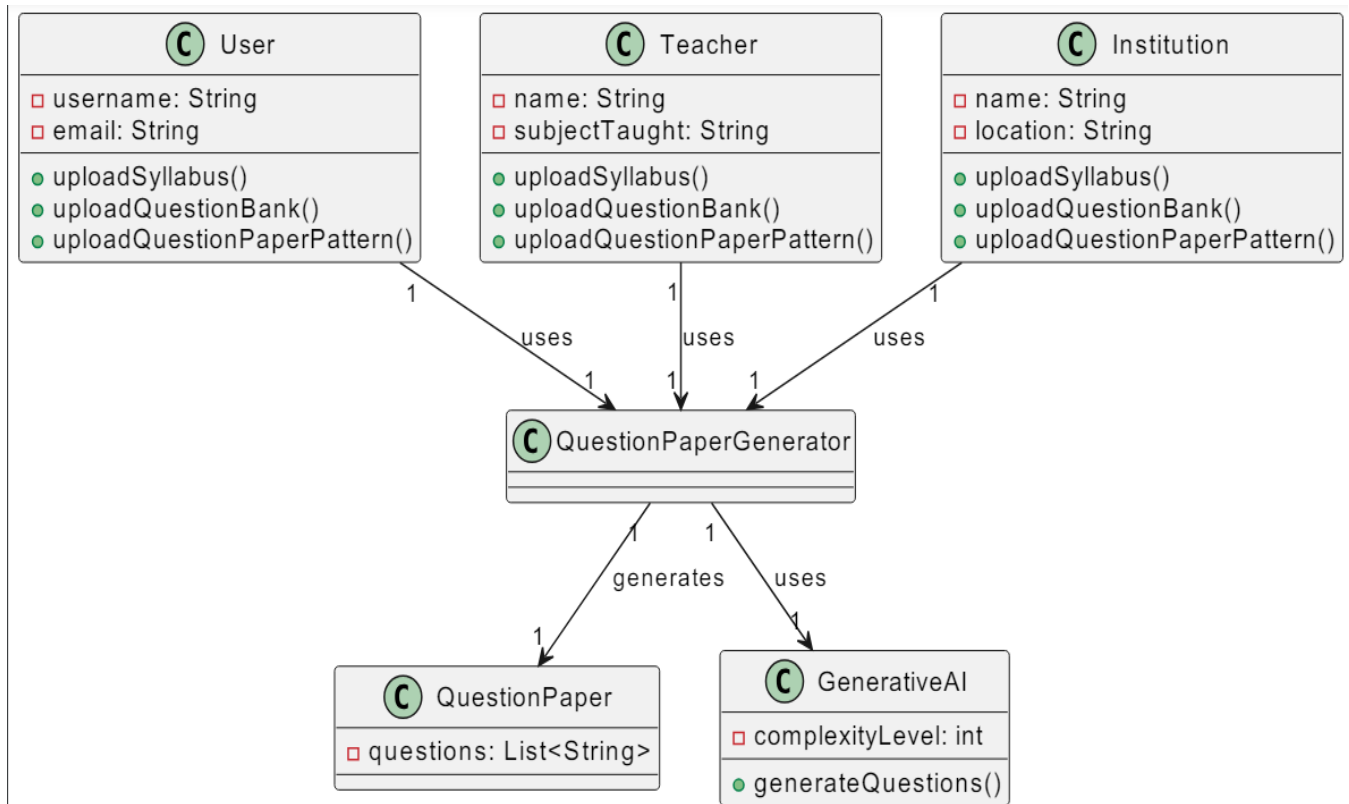 C User
username: String
email: String
uploadSyllabus()
uploadQuestionBank()
uploadQuestionPaperPattern()
C Teacher
name: String
subjectTaught: String
uploadSyllabus()
uploadQuestionBank()
uploadQuestionPaperPattern()
C Institution
name: String
location: String
uploadSyllabus()
uploadQuestionBank()
uploadQuestionPaperPattern()
1
1
1
uses
uses
uses
1
1
1
C QuestionPaperGenerator
1
1
generates
uses
1
1
C QuestionPaper
questions: List<String>
C GenerativeAI
complexityLevel: int
generateQuestions()